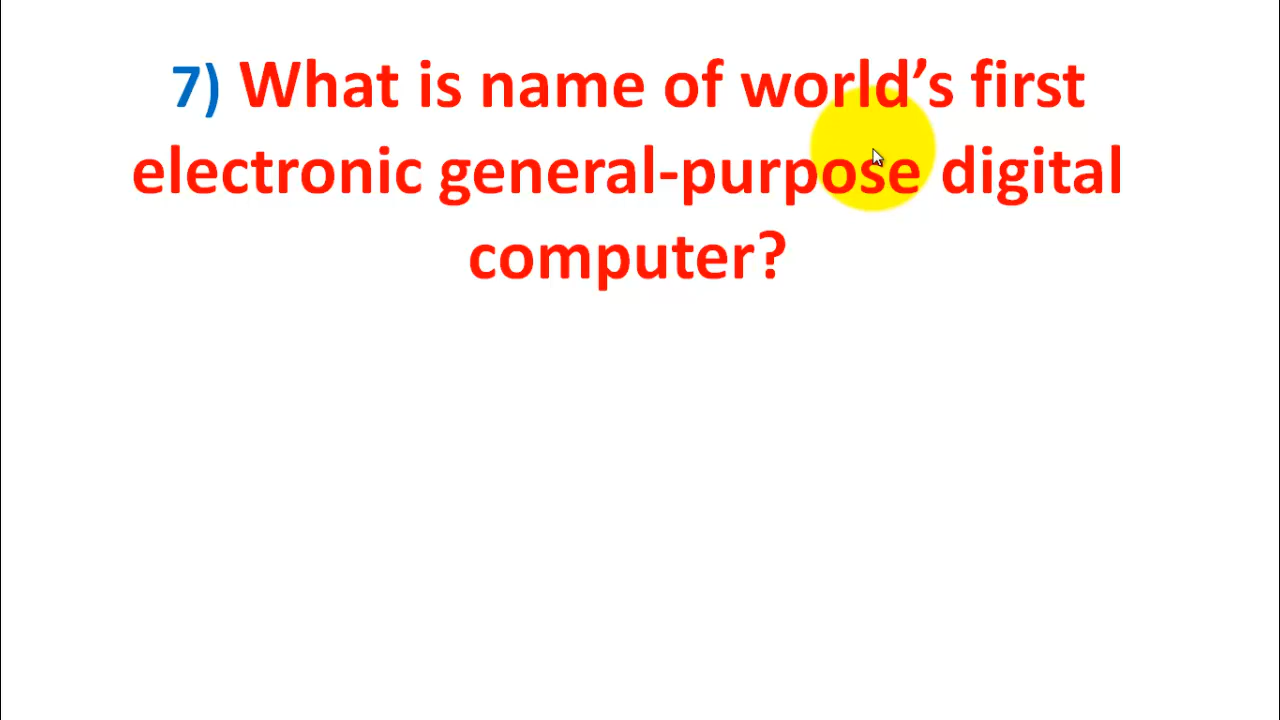 7) What is name of world’s first
electronic general-purpose digital
computer?